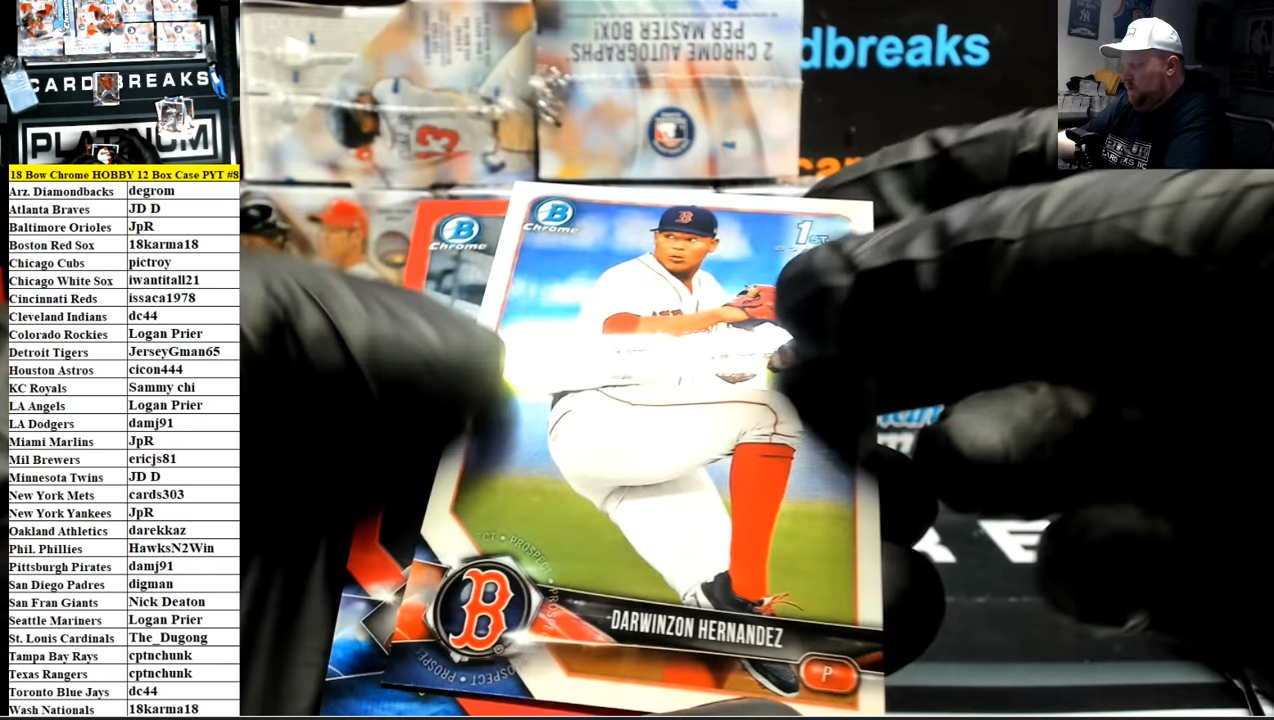 CARD BREAKS
PLATINUM
18 Bow Chrome HOBBY 12 Box Case PYT #8
Arz. Diamondbacks degrom
Atlanta Braves JD D
Baltimore Orioles JpR
Boston Red Sox 18karma18
Chicago Cubs pictroy
Chicago White Sox iwantitall21
Cincinnati Reds issaca1978
Cleveland Indians dc44
Colorado Rockies Logan Prier
Detroit Tigers JerseyGman65
Houston Astros cicon444
KC Royals Sammy chi
LA Angels Logan Prier
LA Dodgers damj91
Miami Marlins JpR
Mil Brewers ericjs81
Minnesota Twins JD D
New York Mets cards303
New York Yankees JpR
Oakland Athletics darekkaz
Phil. Phillies HawksN2Win
Pittsburgh Pirates damj91
San Diego Padres digman
San Fran Giants Nick Deaton
Seattle Mariners Logan Prier
St. Louis Cardinals The_Dugong
Tampa Bay Rays cptnchunk
Texas Rangers cptnchunk
Toronto Blue Jays dc44
Wash Nationals 18karma18
2 CHROME AUTOGRAPHS
PER MASTER BOX!
dbreaks
13
B
Chrome
B
Chrome
1ST
B
PROSPECT
DARWINZON HERNANDEZ
P
PLATINUM